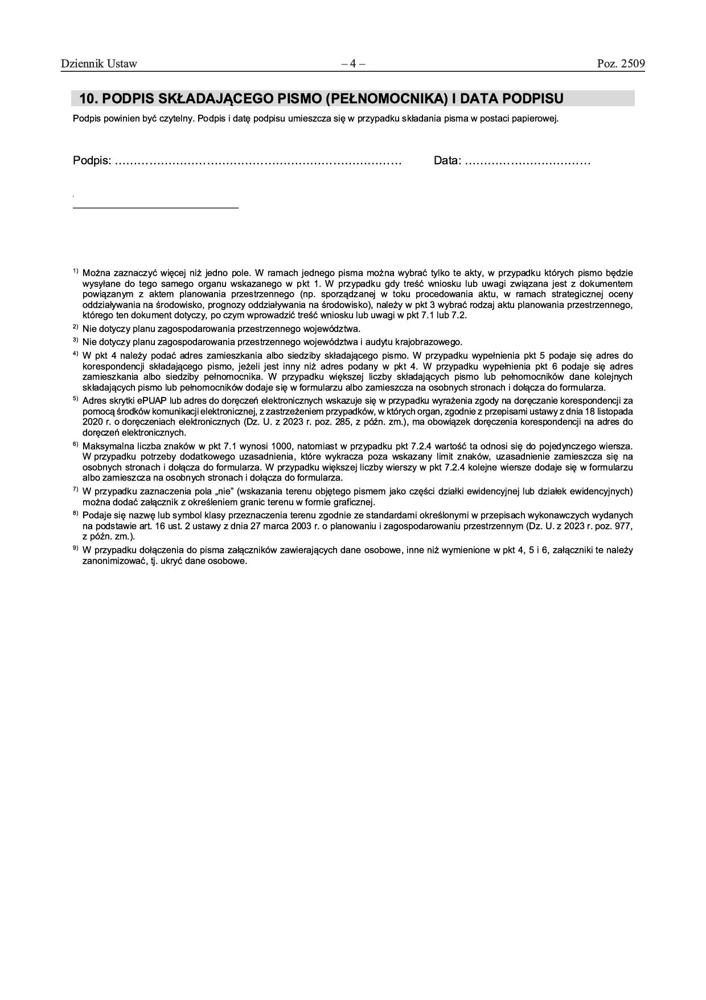 Dziennik Ustaw – 4 – Poz. 2509
10. PODPIS SKŁADAJĄCEGO PISMO (PEŁNOMOCNIKA) I DATA PODPISU
Podpis powinien być czytelny. Podpis i datę podpisu umieszcza się w przypadku składania pisma w postaci papierowej.
Podpis: ………………………………………………………………… Data: ……………………………
1) Można zaznaczyć więcej niż jedno pole. W ramach jednego pisma można wybrać tylko te akty, w przypadku których pismo będzie
wysyłane do tego samego organu wskazanego w pkt 1. W przypadku gdy treść wniosku lub uwagi związana jest z dokumentem
powiązanym z aktem planowania przestrzennego (np. sporządzanej w toku procedowania aktu, w ramach strategicznej oceny
oddziaływania na środowisko, prognozy oddziaływania na środowisko), należy w pkt 3 wybrać rodzaj aktu planowania przestrzennego,
którego ten dokument dotyczy, po czym wprowadzić treść wniosku lub uwagi w pkt 7.1 lub 7.2.
2) Nie dotyczy planu zagospodarowania przestrzennego województwa.
3) Nie dotyczy planu zagospodarowania przestrzennego województwa i audytu krajobrazowego.
4) W pkt 4 należy podać adres zamieszkania albo siedziby składającego pismo. W przypadku wypełnienia pkt 5 podaje się adres do
korespondencji składającego pismo, jeżeli jest inny niż adres podany w pkt 4. W przypadku wypełnienia pkt 6 podaje się adres
zamieszkania albo siedziby pełnomocnika. W przypadku większej liczby składających pismo lub pełnomocników dane kolejnych
składających pismo lub pełnomocników dodaje się w formularzu albo zamieszcza na osobnych stronach i dołącza do formularza.
5) Adres skrytki ePUAP lub adres do doręczeń elektronicznych wskazuje się w przypadku wyrażenia zgody na doręczanie korespondencji za
pomocą środków komunikacji elektronicznej, z zastrzeżeniem przypadków, w których organ, zgodnie z przepisami ustawy z dnia 18 listopada
2020 r. o doręczeniach elektronicznych (Dz. U. z 2023 r. poz. 285, z późn. zm.), ma obowiązek doręczenia korespondencji na adres do
doręczeń elektronicznych.
6) Maksymalna liczba znaków w pkt 7.1 wynosi 1000, natomiast w przypadku pkt 7.2.4 wartość ta odnosi się do pojedynczego wiersza.
W przypadku potrzeby dodatkowego uzasadnienia, które wykracza poza wskazany limit znaków, uzasadnienie zamieszcza się na
osobnych stronach i dołącza do formularza. W przypadku większej liczby wierszy w pkt 7.2.4 kolejne wiersze dodaje się w formularzu
albo zamieszcza na osobnych stronach i dołącza do formularza.
7) W przypadku zaznaczenia pola „nie” (wskazania terenu objętego pismem jako części działki ewidencyjnej lub działek ewidencyjnych)
można dodać załącznik z określeniem granic terenu w formie graficznej.
8) Podaje się nazwę lub symbol klasy przeznaczenia terenu zgodnie ze standardami określonymi w przepisach wykonawczych wydanych
na podstawie art. 16 ust. 2 ustawy z dnia 27 marca 2003 r. o planowaniu i zagospodarowaniu przestrzennym (Dz. U. z 2023 r. poz. 977,
z późn. zm.).
9) W przypadku dołączenia do pisma załączników zawierających dane osobowe, inne niż wymienione w pkt 4, 5 i 6, załączniki te należy
zanonimizować, tj. ukryć dane osobowe.